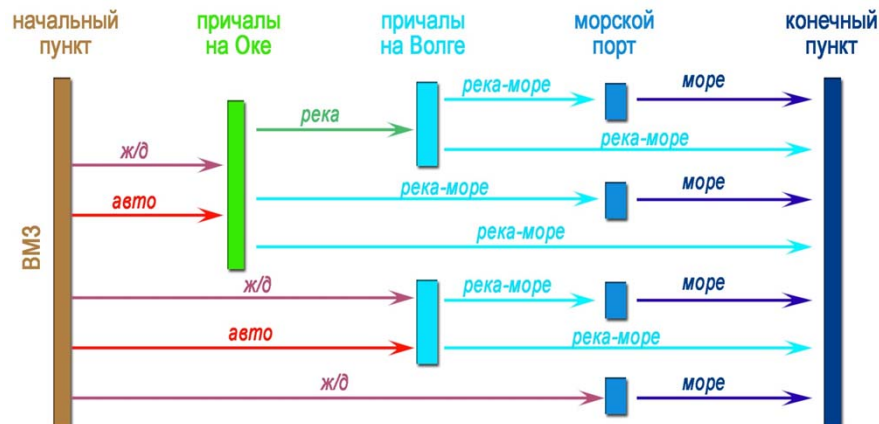 начальный пункт
причалы на Оке
причалы на Волге
морской порт
конечный пункт
река-море
море
река
река-море
ж/д
река-море
море
авто
река-море
ВМЗ
ж/д
река-море
море
авто
река-море
ж/д
море